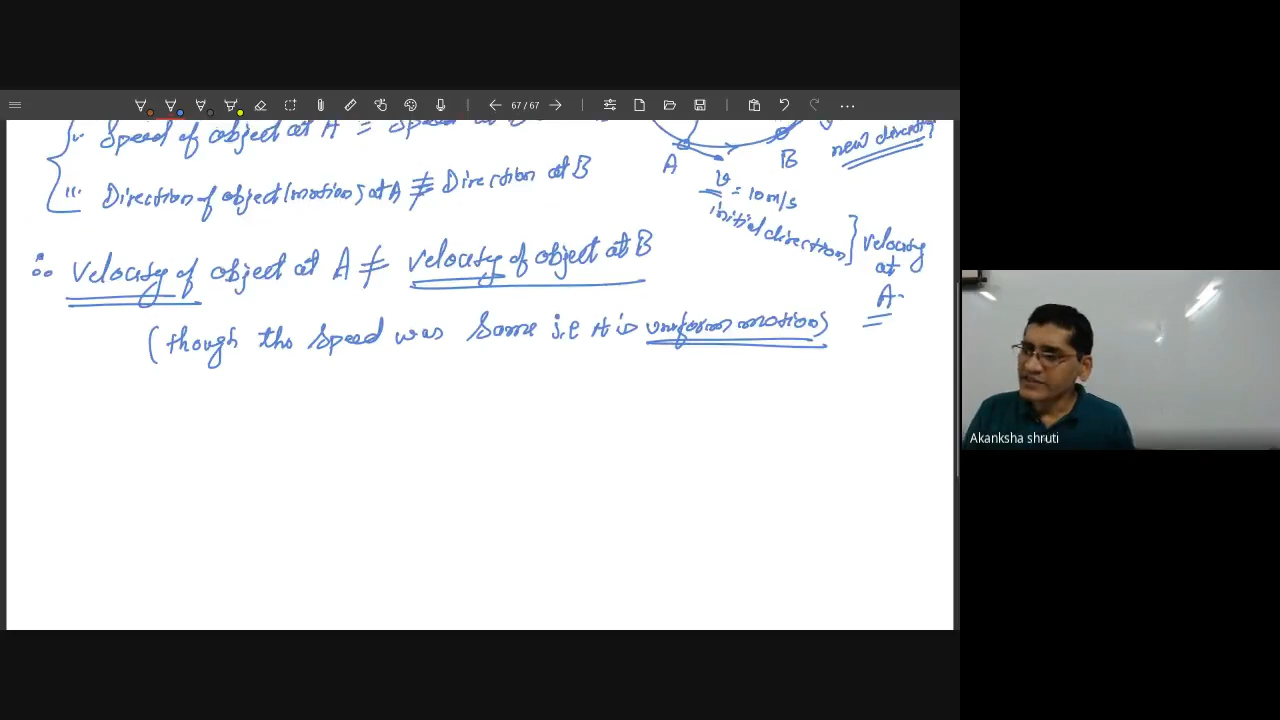 67/67
i. Speed of object at A = Speed at B
ii. Direction of object (motion) at A ≠ Direction at B
∴ velocity of object at A ≠ velocity of object at B
(though the speed was same i.e it is uniform motion)
A
B
new direction
v = 10 m/s
initial direction } velocity at A.
Akanksha shruti